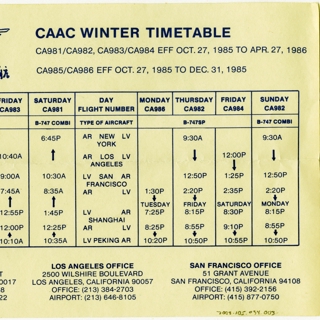 CAAC WINTER TIMETABLE
CA981/CA982, CA983/CA984 EFF OCT. 27, 1985 TO APR. 27, 1986
CA985/CA986 EFF OCT. 27, 1985 TO DEC. 31, 1985
FRIDAY SATURDAY DAY MONDAY THURSDAY FRIDAY SUNDAY
CA983 CA981 FLIGHT NUMBER CA986 CA982 CA984 CA982
B-747 COMBI TYPE OF AIRCRAFT B-747SP B-747 COMBI
6:45P AR NEW LV 9:30A 9:30A
YORK
10:40A AR LOS LV 12:00P
ANGELES
9:00A 10:30A LV SAN AR 12:50P 1:25P 12:50P
FRANCISCO
7:45A 8:35A AR LV 1:30P 2:20P 2:35P 2:20P
TUESDAY FRIDAY SATURDAY MONDAY
12:55P 1:45P LV AR 7:25P 8:15P 8:30P 8:15P
SHANGHAI
12:00P 12:25P AR LV 8:25P 8:55P 9:10P 8:55P
10:10A 10:35A LV PEKING AR 10:20P 10:50P 10:55P 10:50P
LOS ANGELES OFFICE SAN FRANCISCO OFFICE
2500 WILSHIRE BOULEVARD 51 GRANT AVENUE
LOS ANGELES, CALIFORNIA 90057 SAN FRANCISCO, CALIFORNIA 94108
OFFICE: (213) 384-2703 OFFICE: (415) 392-2156
AIRPORT: (213) 646-8105 AIRPORT: (415) 877-0750